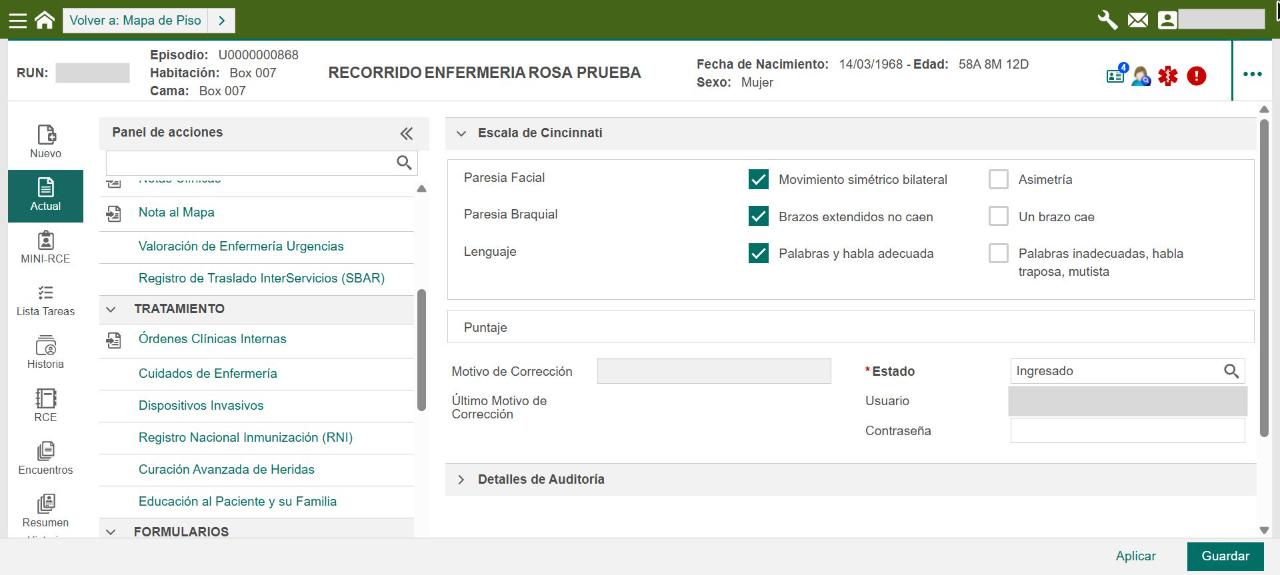 Volver a: Mapa de Piso
RUN:
Episodio: U0000000868
Habitación: Box 007
Cama: Box 007
RECORRIDO ENFERMERIA ROSA PRUEBA
Fecha de Nacimiento: 14/03/1968 - Edad: 58A 8M 12D
Sexo: Mujer
4
Nuevo
Actual
MINI-RCE
Lista Tareas
Historia
RCE
Encuentros
Resumen
Panel de acciones
Notas Clínicas
Nota al Mapa
Valoración de Enfermería Urgencias
Registro de Traslado InterServicios (SBAR)
TRATAMIENTO
Órdenes Clínicas Internas
Cuidados de Enfermería
Dispositivos Invasivos
Registro Nacional Inmunización (RNI)
Curación Avanzada de Heridas
Educación al Paciente y su Familia
FORMULARIOS
Escala de Cincinnati
Paresia Facial Movimiento simétrico bilateral Asimetría
Paresia Braquial Brazos extendidos no caen Un brazo cae
Lenguaje Palabras y habla adecuada Palabras inadecuadas, habla
traposa, mutista
Puntaje
Motivo de Corrección
Último Motivo de
Corrección
* Estado Ingresado
Usuario
Contraseña
Detalles de Auditoría
Aplicar Guardar